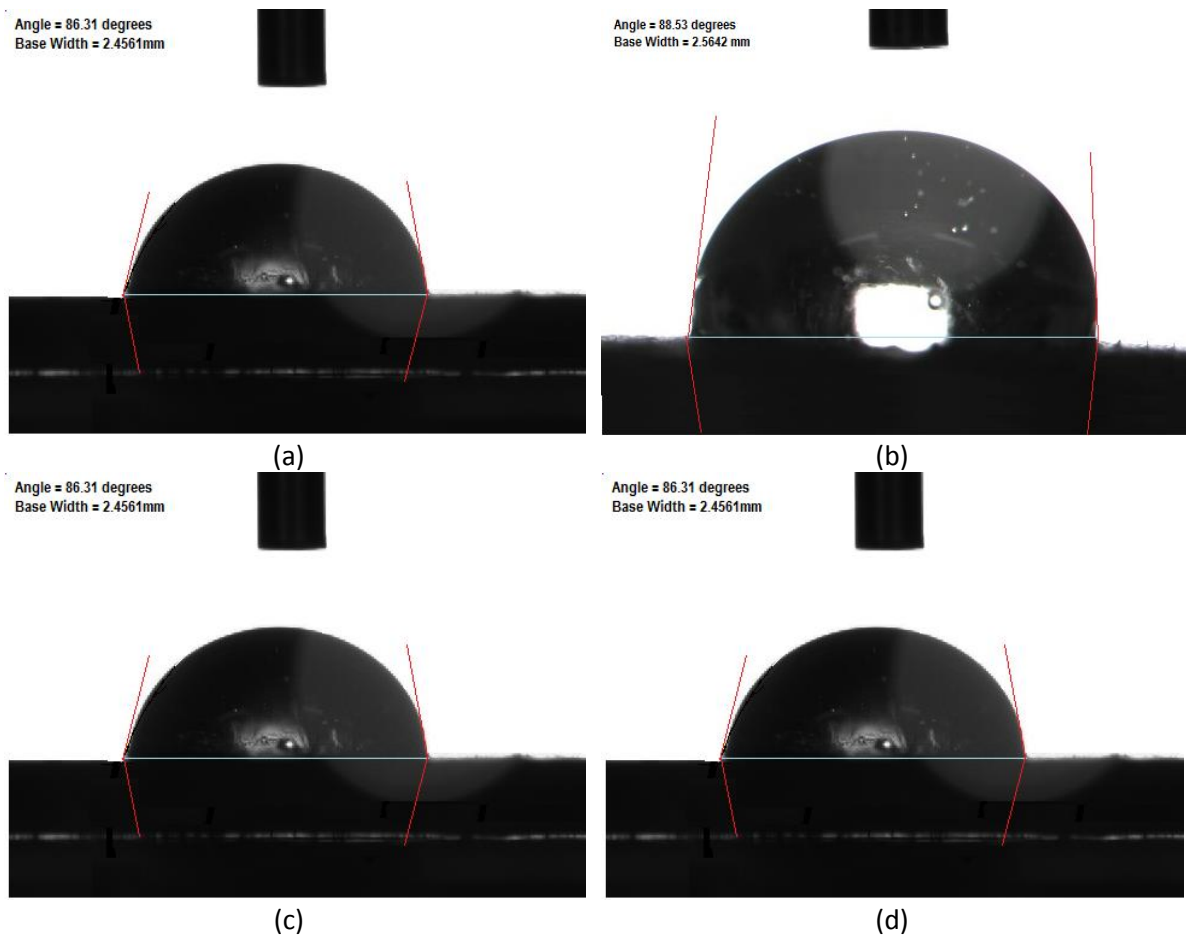 Angle = 86.31 degrees
Base Width = 2.4561mm
Angle = 88.53 degrees
Base Width = 2.5642 mm
(a)
(b)
Angle = 86.31 degrees
Base Width = 2.4561mm
Angle = 86.31 degrees
Base Width = 2.4561mm
(c)
(d)